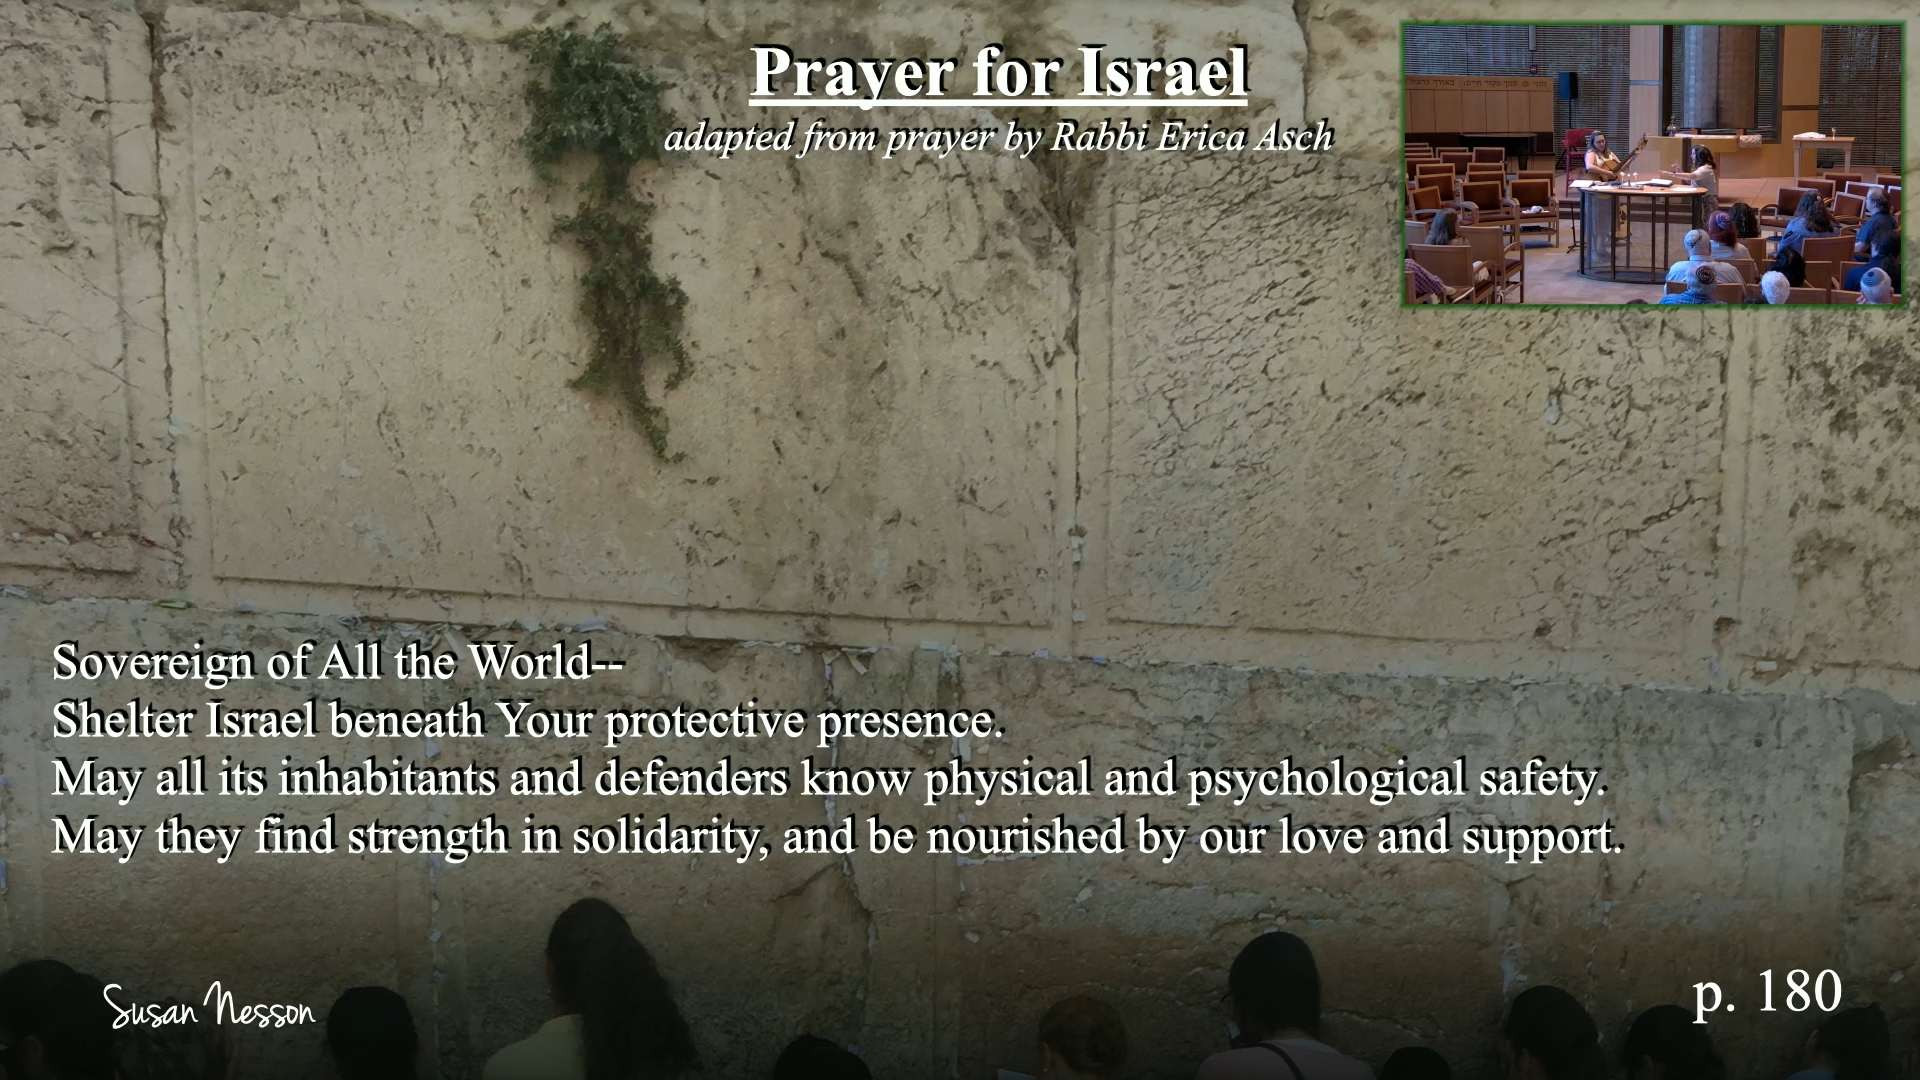 Prayer for Israel
adapted from prayer by Rabbi Erica Asch
Sovereign of All the World--
Shelter Israel beneath Your protective presence.
May all its inhabitants and defenders know physical and psychological safety.
May they find strength in solidarity, and be nourished by our love and support.
Susan Nesson
p. 180